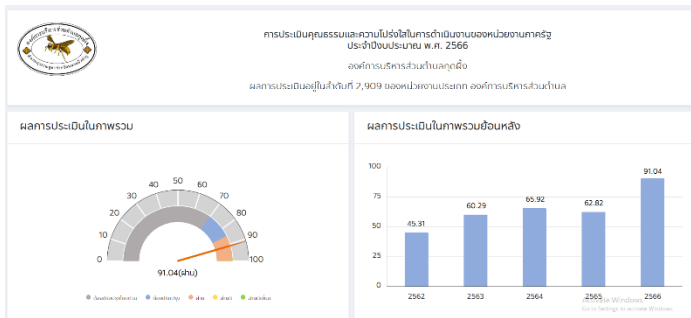 การประเมินคุณธรรมและความโปร่งใสในการดำเนินงานของหน่วยงานภาครัฐ
ประจำปีงบประมาณ พ.ศ. 2566
องค์การบริหารส่วนตำบลกุดผึ้ง
ผลการประเมินอยู่ในลำดับที่ 2,909 ของหน่วยงานประเภท องค์การบริหารส่วนตำบล
ผลการประเมินในภาพรวม
0 10 20 30 40 50 60 70 80 90 100
91.04(ผ่าน)
ผลการประเมินในภาพรวมย้อนหลัง
100
75
50
25
0
45.31 60.29 65.92 62.82 91.04
2562 2563 2564 2565 2566
Activate Windows
Go to Settings to activate Windows.